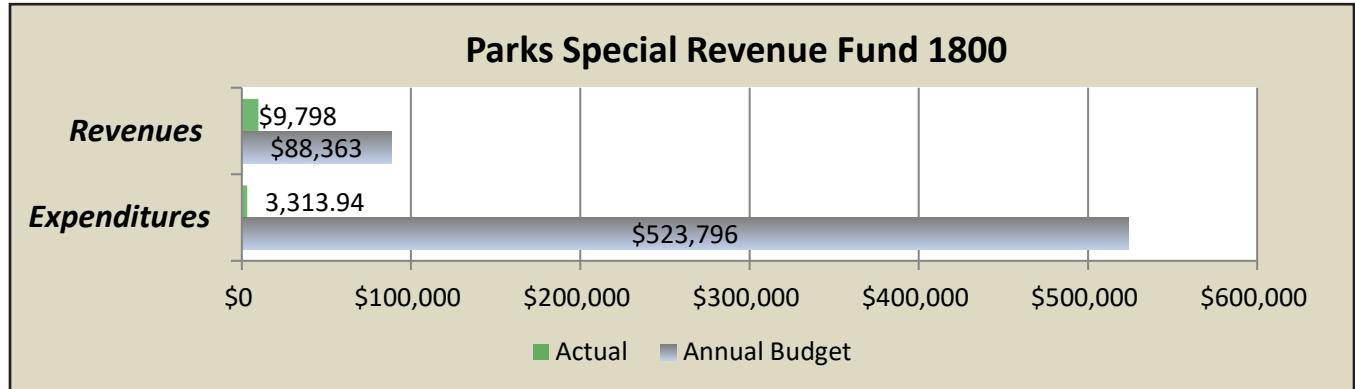 Parks Special Revenue Fund 1800
Revenues
$9,798
$88,363
Expenditures
3,313.94
$523,796
$0 $100,000 $200,000 $300,000 $400,000 $500,000 $600,000
Actual Annual Budget